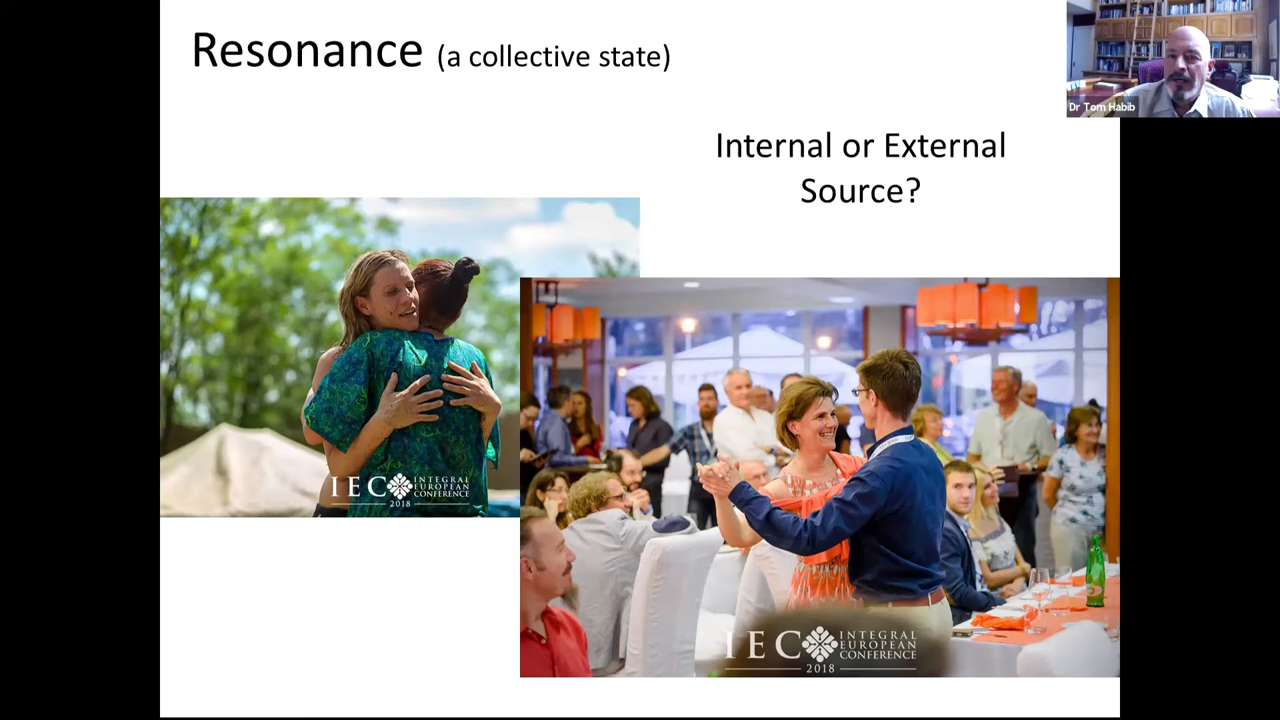 Resonance (a collective state)
Dr Tom Habib
Internal or External
Source?
IEC INTEGRAL
EUROPEAN
CONFERENCE
2018
IEC INTEGRAL
EUROPEAN
CONFERENCE
2018